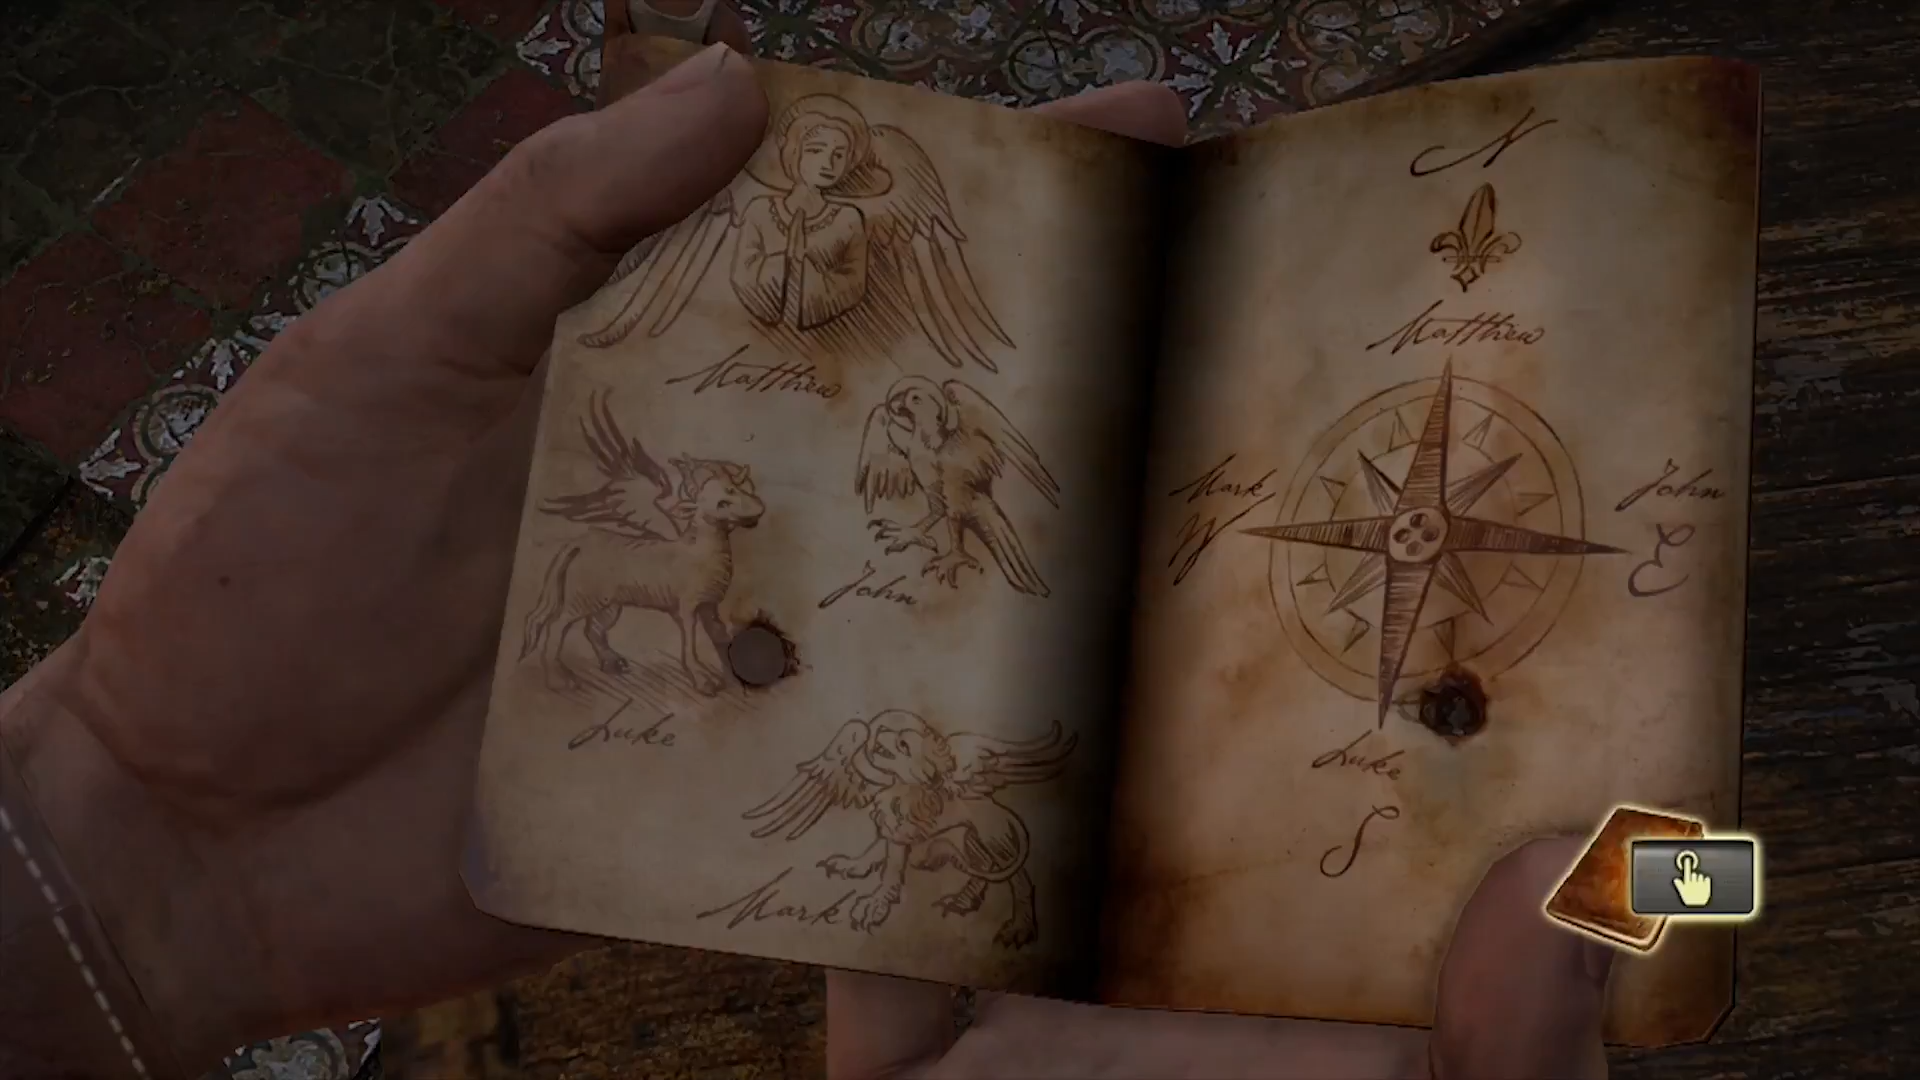 Matthew
John
Luke
Mark
N
Matthew
Mark
W
John
E
Luke
S